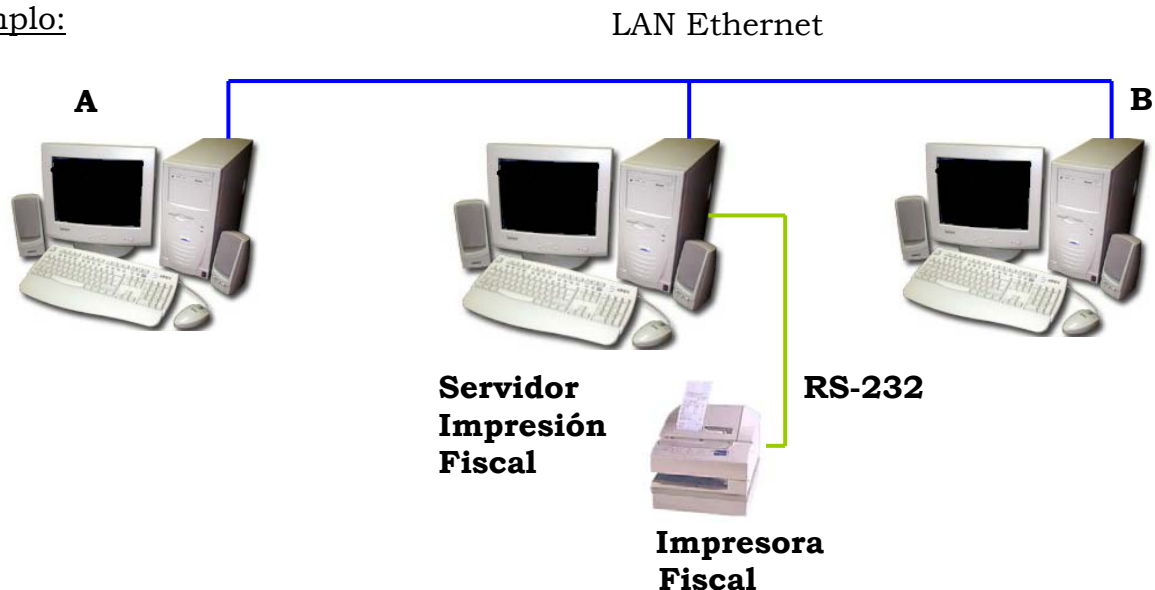 nplo:
LAN Ethernet
A
B
Servidor
Impresión
Fiscal
RS-232
Impresora
Fiscal